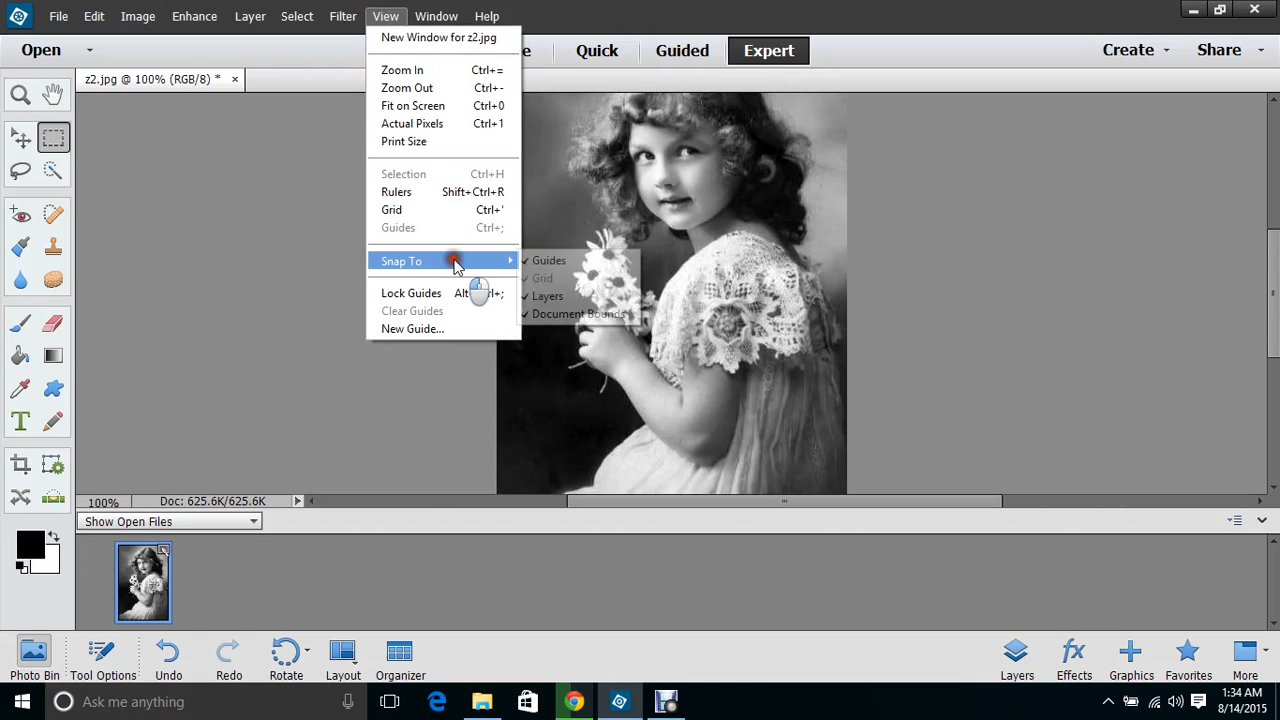 File Edit Image Enhance Layer Select Filter View Window Help
Open Quick Guided Expert Create Share
z2.jpg @ 100% (RGB/8) *
New Window for z2.jpg
Zoom In Ctrl+=
Zoom Out Ctrl+-
Fit on Screen Ctrl+0
Actual Pixels Ctrl+1
Print Size
Selection Ctrl+H
Rulers Shift+Ctrl+R
Grid Ctrl+'
Guides Ctrl+;
Snap To
Guides
Grid
Layers
Document Bounds
Lock Guides
Clear Guides
New Guide...
100% Doc: 625.6K/625.6K
Show Open Files
Photo Bin Tool Options Undo Redo Rotate Layout Organizer Layers Effects Graphics Favorites More
Ask me anything
1:34 AM
8/14/2015